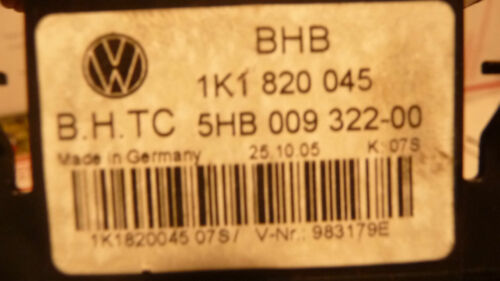 BHB
1K1 820 045
B.H.TC 5HB 009 322-00
Made in Germany 25.10.05 K: 07S
1K1820045 07S/ V-Nr.: 983179E